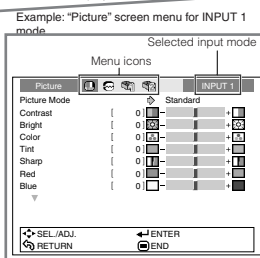 Example: “Picture” screen menu for INPUT 1
mode
Selected input mode
Menu icons
Picture INPUT 1
Picture Mode Standard
Contrast [ 0 ] – +
Bright [ 0 ] – +
Color [ 0 ] – +
Tint [ 0 ] – +
Sharp [ 0 ] – +
Red [ 0 ] – +
Blue [ 0 ] – +
SEL./ADJ. ENTER
RETURN END